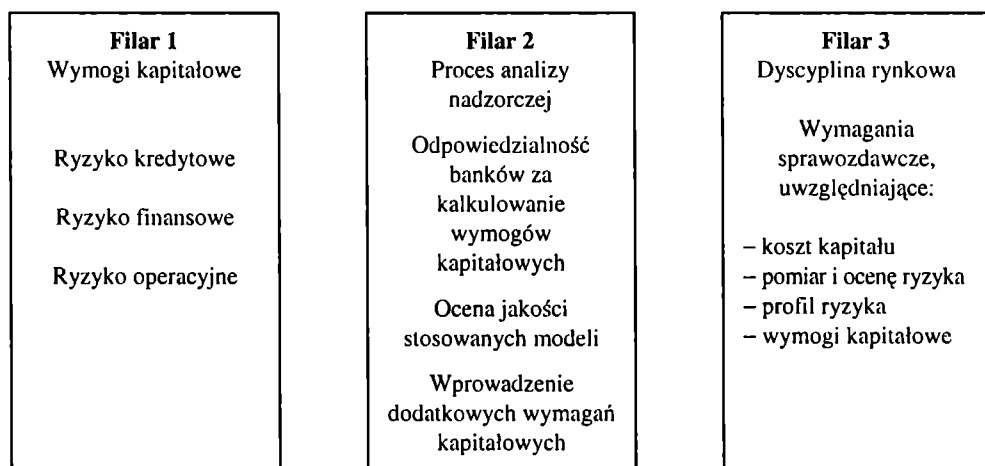 Filar 1
Wymogi kapitałowe
Ryzyko kredytowe
Ryzyko finansowe
Ryzyko operacyjne
Filar 2
Proces analizy
nadzorczej
Odpowiedzialność
banków za
kalkulowanie
wymogów
kapitałowych
Ocena jakości
stosowanych modeli
Wprowadzenie
dodatkowych wymagań
kapitałowych
Filar 3
Dyscyplina rynkowa
Wymagania
sprawozdawcze,
uwzględniające:
– koszt kapitału
– pomiar i ocenę ryzyka
– profil ryzyka
– wymogi kapitałowe